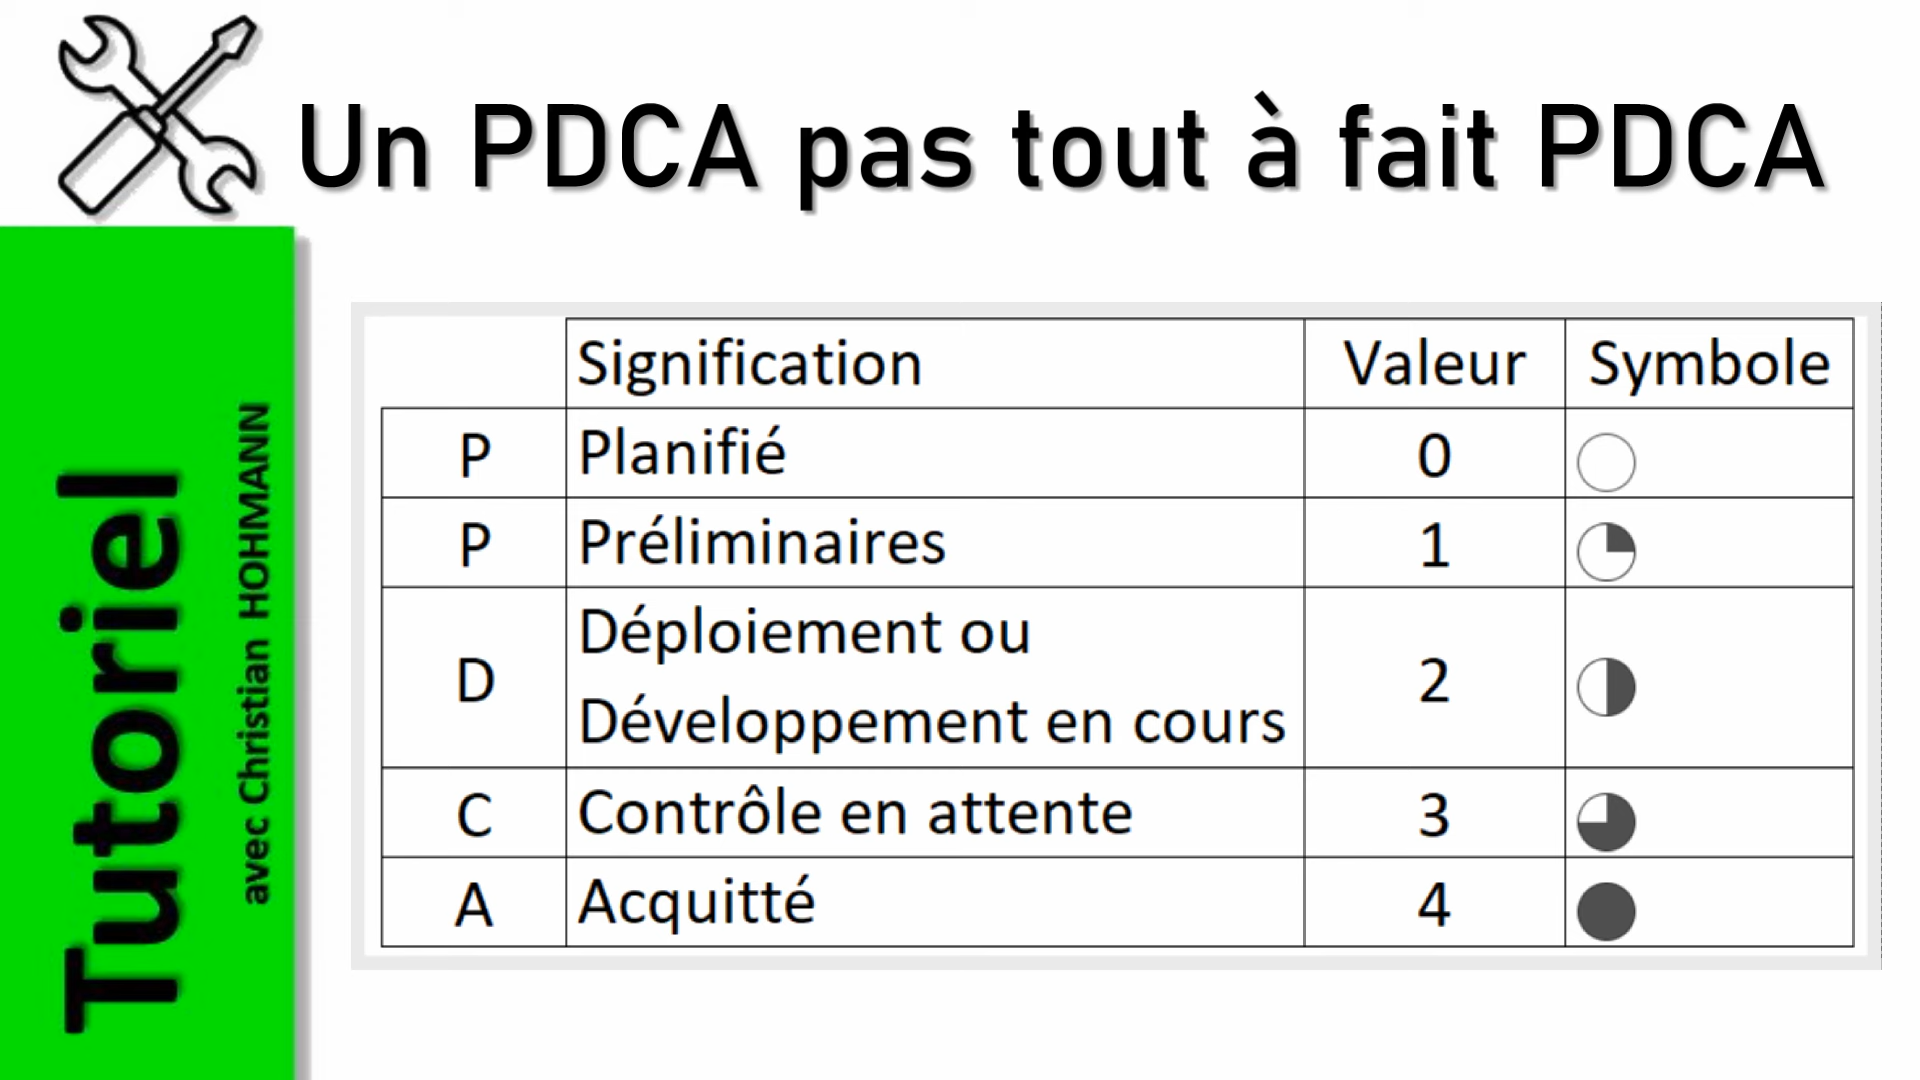 Un PDCA pas tout à fait PDCA
Tutoriel
avec Christian HOHMANN
Signification Valeur Symbole
P Planifié 0
P Préliminaires 1
D Déploiement ou
Développement en cours 2
C Contrôle en attente 3
A Acquitté 4